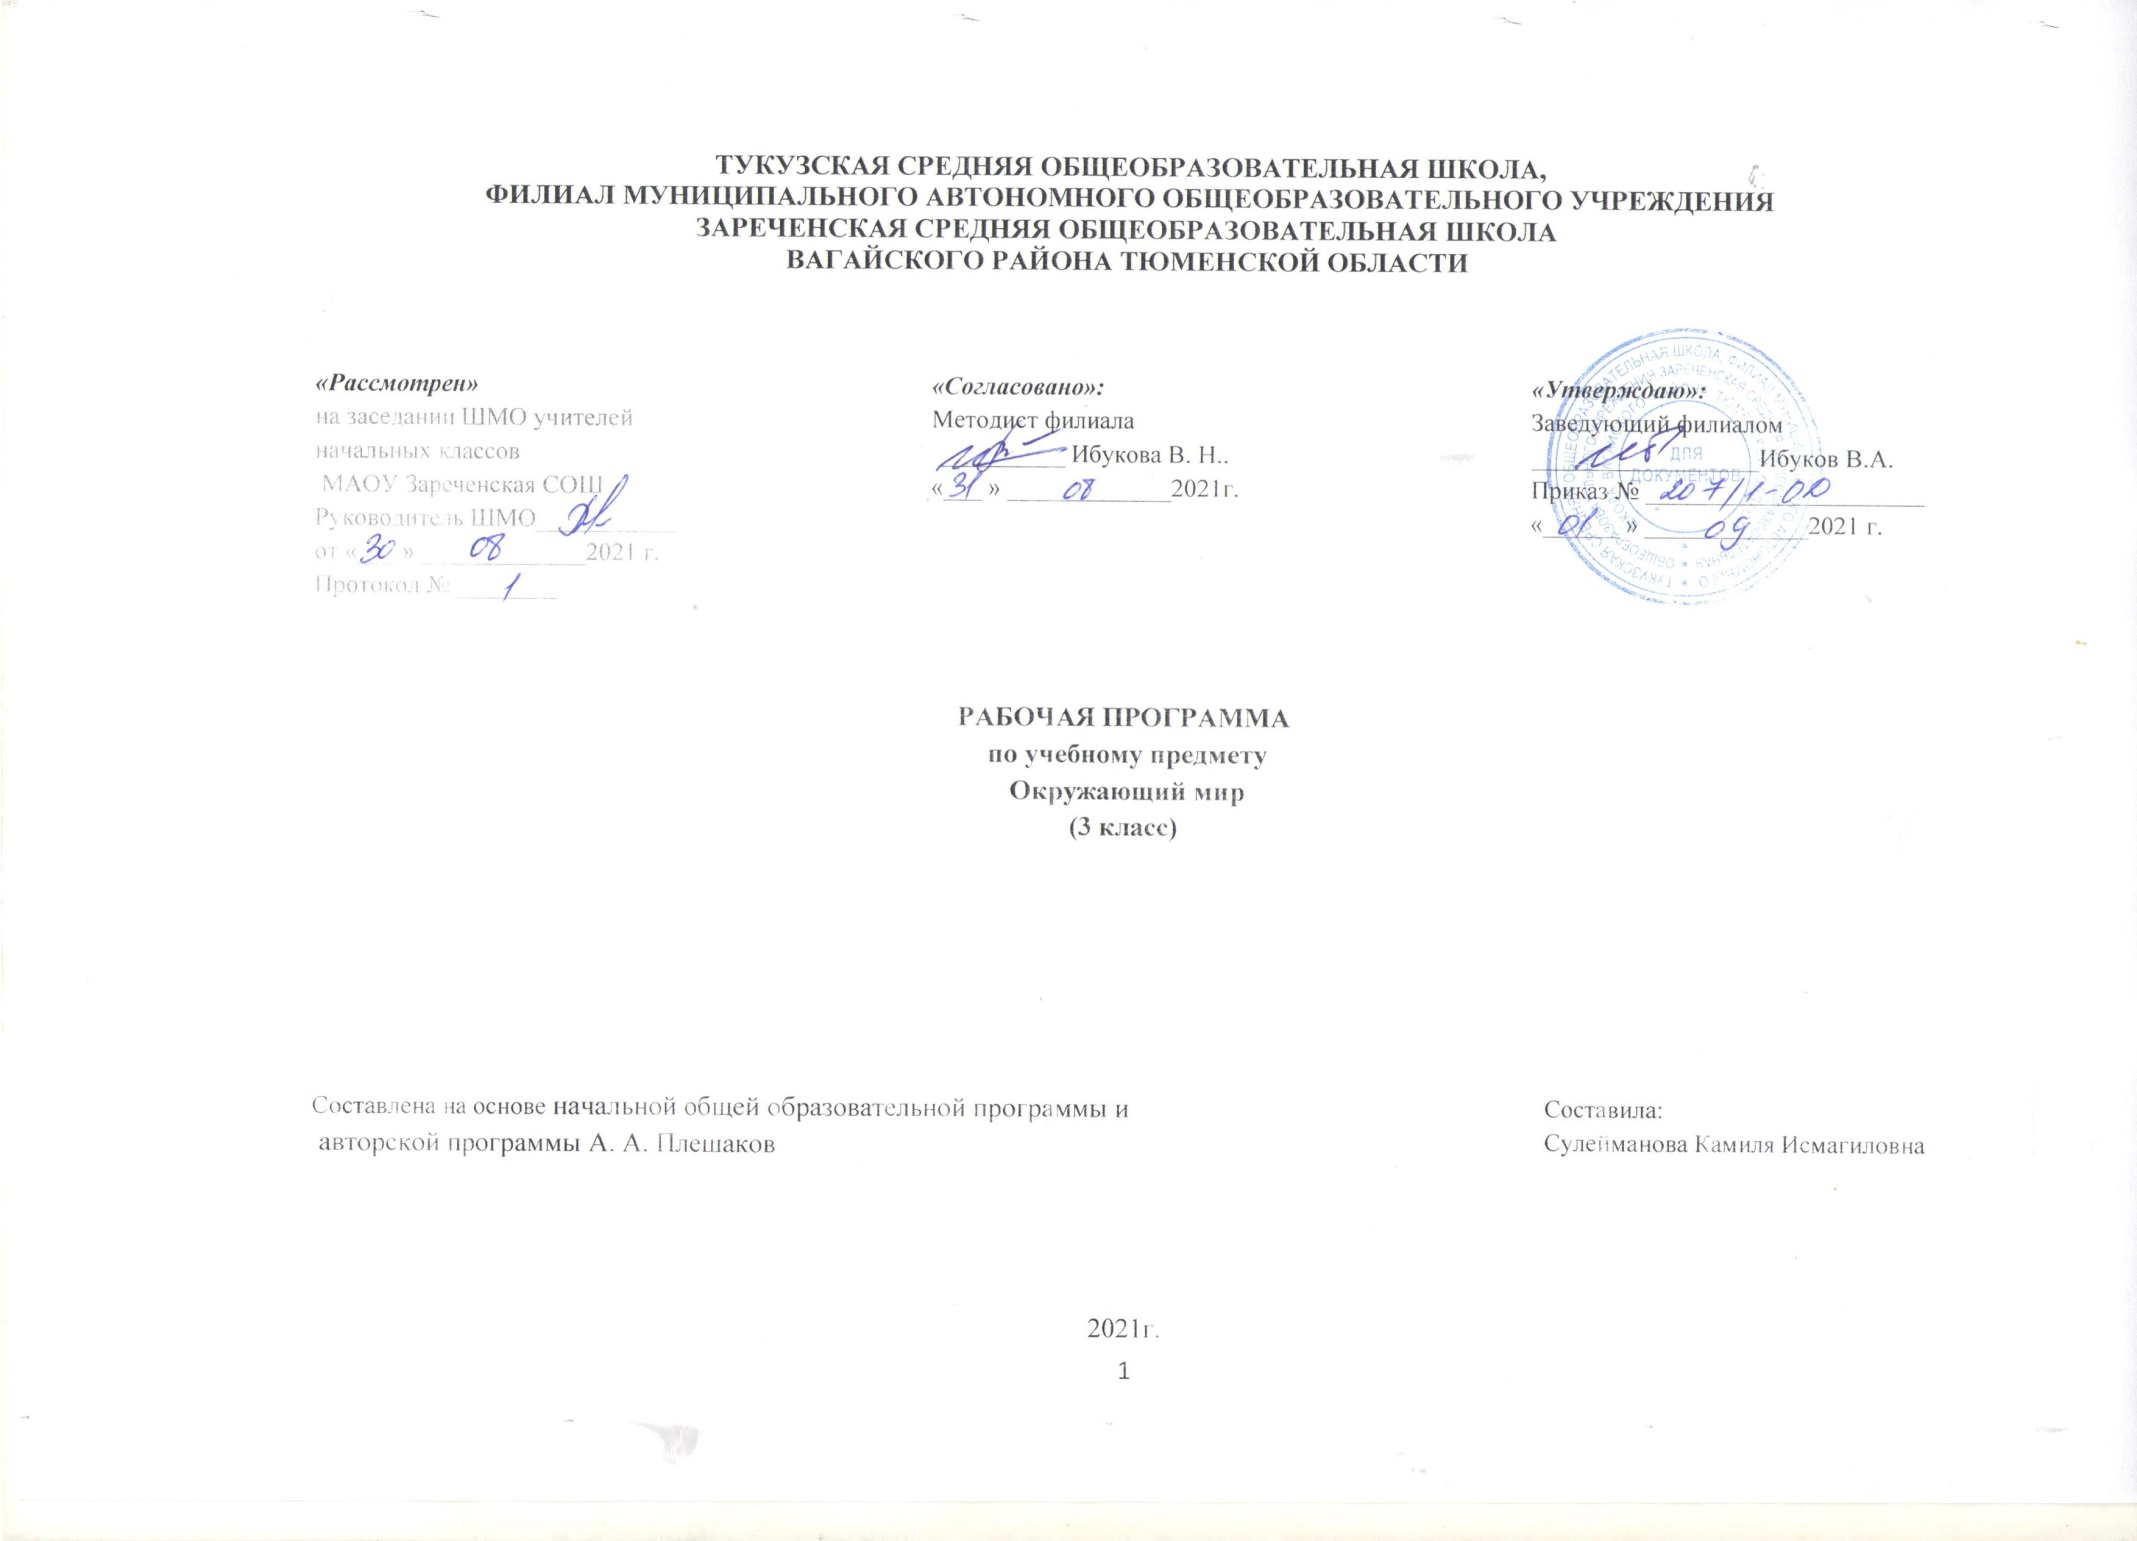 ТУКУЗСКАЯ СРЕДНЯЯ ОБЩЕОБРАЗОВАТЕЛЬНАЯ ШКОЛА,
ФИЛИАЛ МУНИЦИПАЛЬНОГО АВТОНОМНОГО ОБЩЕОБРАЗОВАТЕЛЬНОГО УЧРЕЖДЕНИЯ
ЗАРЕЧЕНСКАЯ СРЕДНЯЯ ОБЩЕОБРАЗОВАТЕЛЬНАЯ ШКОЛА
ВАГАЙСКОГО РАЙОНА ТЮМЕНСКОЙ ОБЛАСТИ
«Рассмотрен»
на заседании ШМО учителей
начальных классов
МАОУ Зареченская СОШ
Руководитель ШМО
от «30» 08 2021 г.
Протокол № 1
«Согласовано»:
Методист филиала
Ибукова В. Н..
«31» 08 2021г.
«Утверждаю»:
Заведующий филиалом
Ибуков В.А.
Приказ № 207/1-ОД
«01» 09 2021 г.
ДЛЯ
ДОКУМЕНТОВ
РАБОЧАЯ ПРОГРАММА
по учебному предмету
Окружающий мир
(3 класс)
Составлена на основе начальной общей образовательной программы и
авторской программы А. А. Плешаков
Составила:
Сулейманова Камиля Исмагиловна
2021г.
1